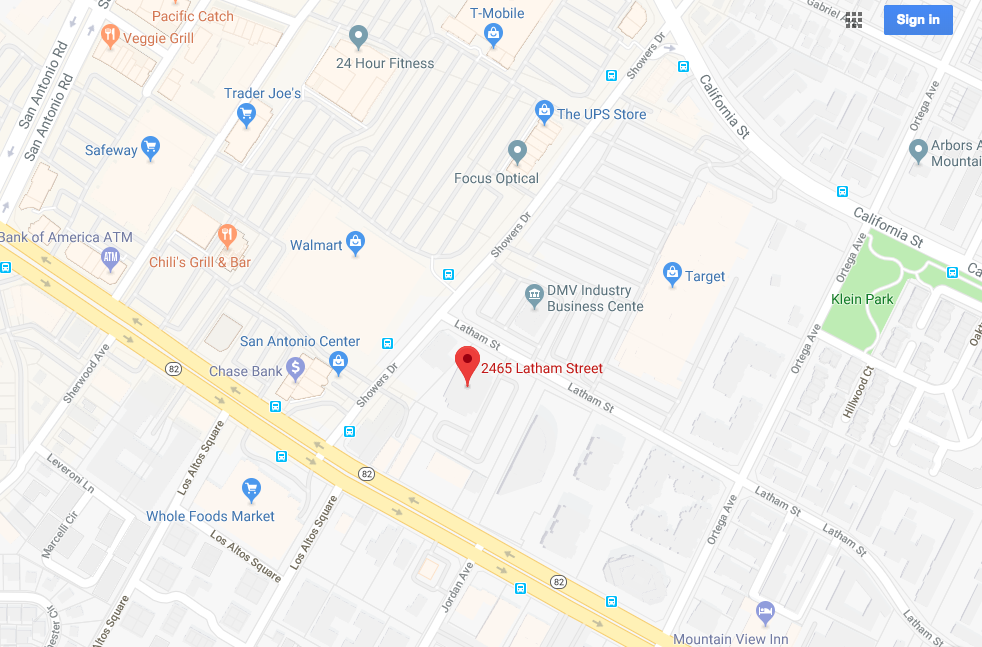 Pacific Catch
T-Mobile
Gabriel
Sign in
Veggie Grill
24 Hour Fitness
Showers Dr
San Antonio Rd
San Antonio Rd
Trader Joe's
California St
Ortega Ave
The UPS Store
Safeway
Arbors A
Mountai
Focus Optical
Bank of America ATM
ATM
Chili's Grill & Bar
Walmart
Showers Dr
California St
Ortega Ave
Ca
Target
DMV Industry
Business Cente
Klein Park
Latham St
San Antonio Center
Chase Bank
$
2465 Latham Street
Sherwood Ave
82
Showers Dr
Latham St
Ortega Ave
Hillwood Ct
Oakt
Los Altos Square
82
Leveroni Ln
Whole Foods Market
Marcelli Cir
Los Altos Square
Los Altos Square
Latham St
Latham St
Ortega Ave
82
Jordan Ave
hester Cir
Altos Square
Mountain View Inn
Latham St